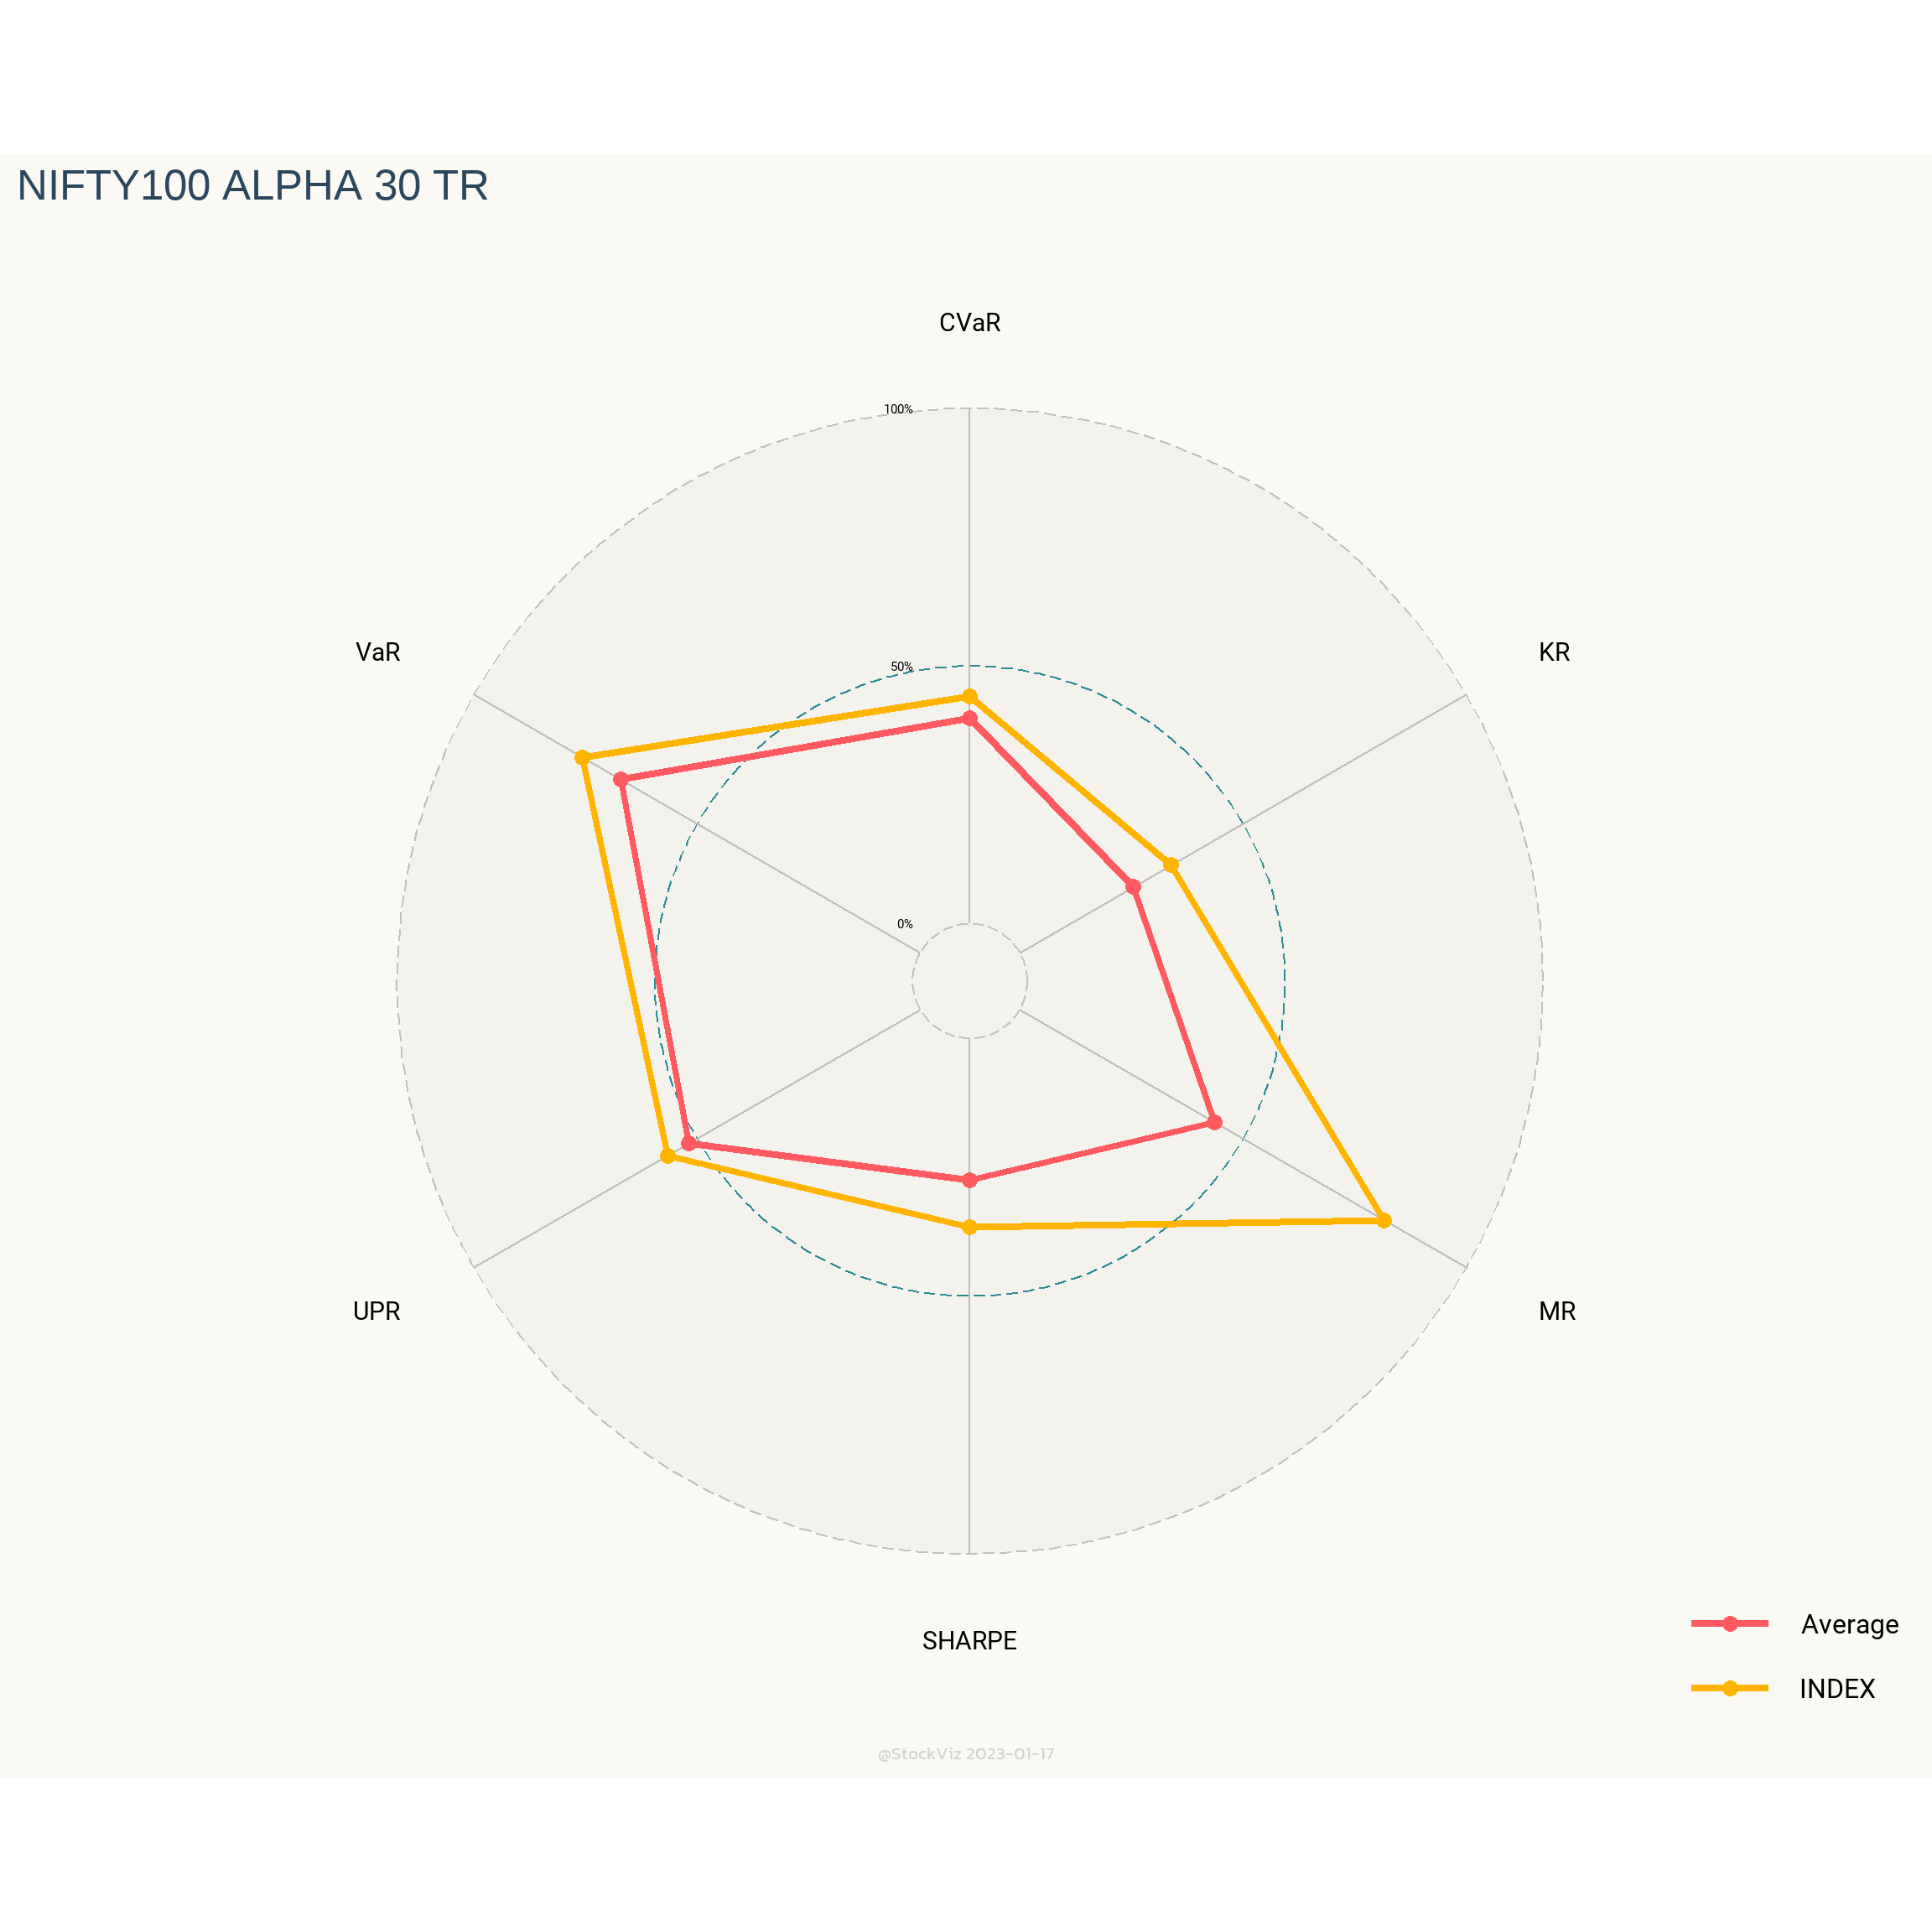 NIFTY100 ALPHA 30 TR
CVaR
100%
VaR
KR
50%
0%
UPR
MR
SHARPE
Average
INDEX
@StockViz 2023-01-17